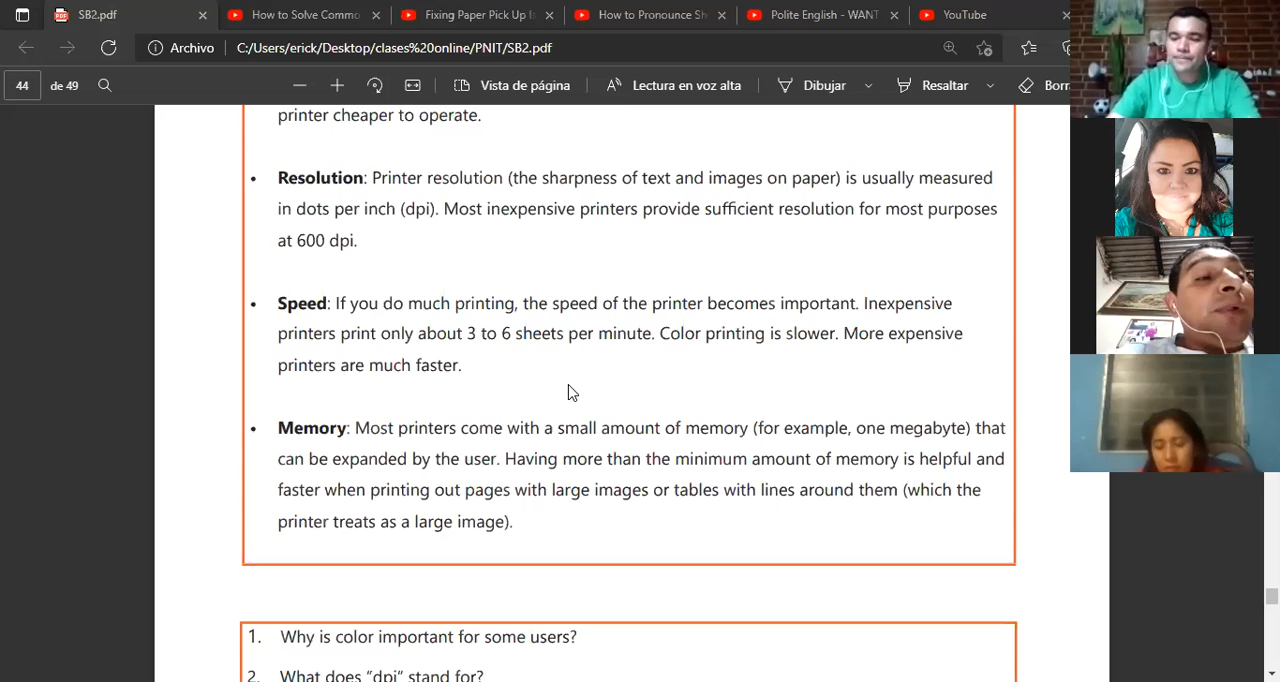 SB2.pdf
How to Solve Commo
Fixing Paper Pick Up Is
How to Pronounce Sh
Polite English - WANT
YouTube
Archivo
C:/Users/erick/Desktop/clases%20online/PNIT/SB2.pdf
44 de 49
Vista de página
Lectura en voz alta
Dibujar
Resaltar
Borr
printer cheaper to operate.
• Resolution: Printer resolution (the sharpness of text and images on paper) is usually measured
in dots per inch (dpi). Most inexpensive printers provide sufficient resolution for most purposes
at 600 dpi.
• Speed: If you do much printing, the speed of the printer becomes important. Inexpensive
printers print only about 3 to 6 sheets per minute. Color printing is slower. More expensive
printers are much faster.
• Memory: Most printers come with a small amount of memory (for example, one megabyte) that
can be expanded by the user. Having more than the minimum amount of memory is helpful and
faster when printing out pages with large images or tables with lines around them (which the
printer treats as a large image).
1. Why is color important for some users?
2. What does "dpi" stand for?